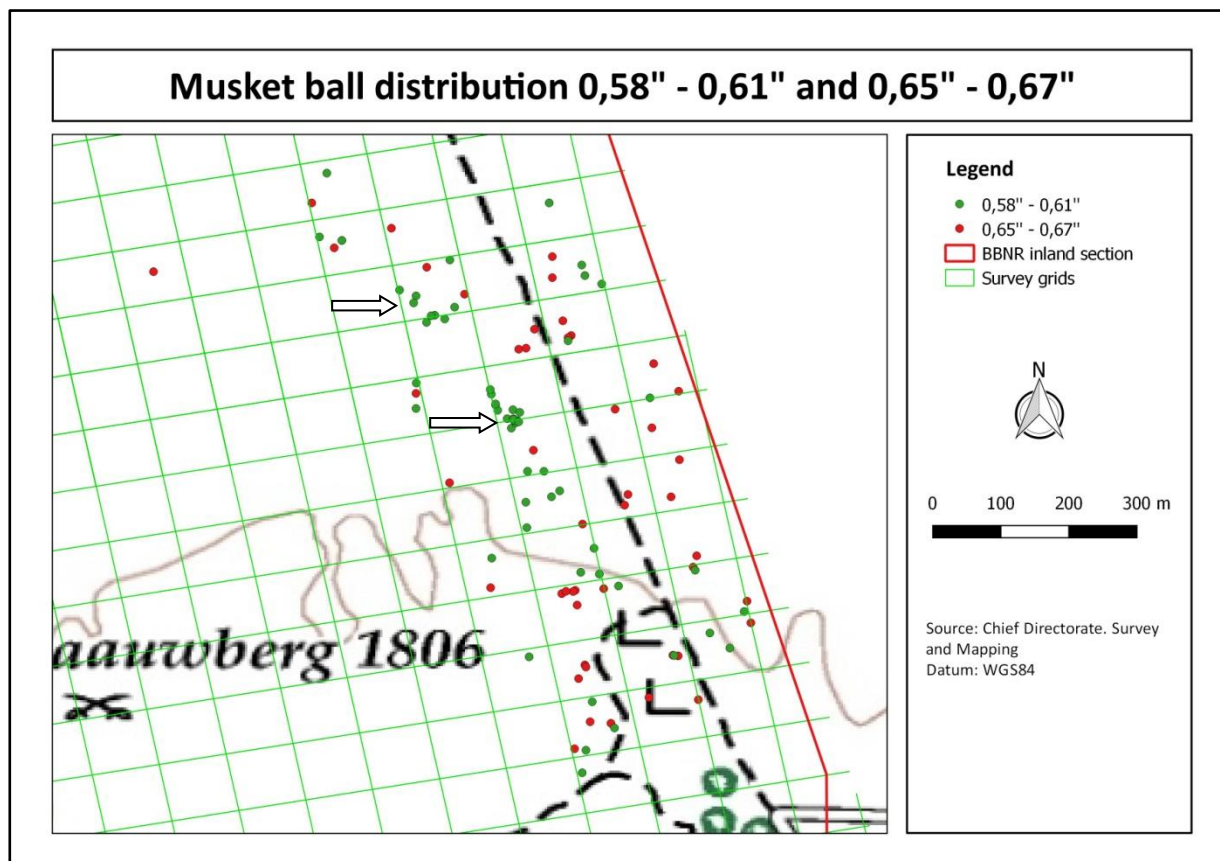 Musket ball distribution 0,58" - 0,61" and 0,65" - 0,67"
aauwberg 1806
Legend
0,58" - 0,61"
0,65" - 0,67"
BBNR inland section
Survey grids
N
0 100 200 300 m
Source: Chief Directorate. Survey
and Mapping
Datum: WGS84